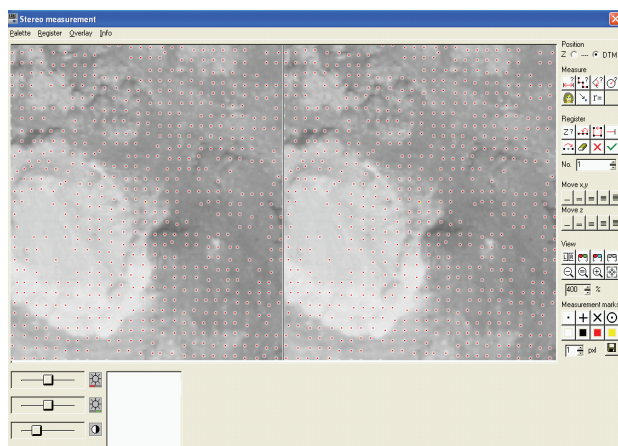 Stereo measurement
Palette Register Overlay Info
Position
Z --- DTM
Measure
Register
Z?
No. 1
Move x,y
Move z
View
400 %
Measurement marks
1 pxl